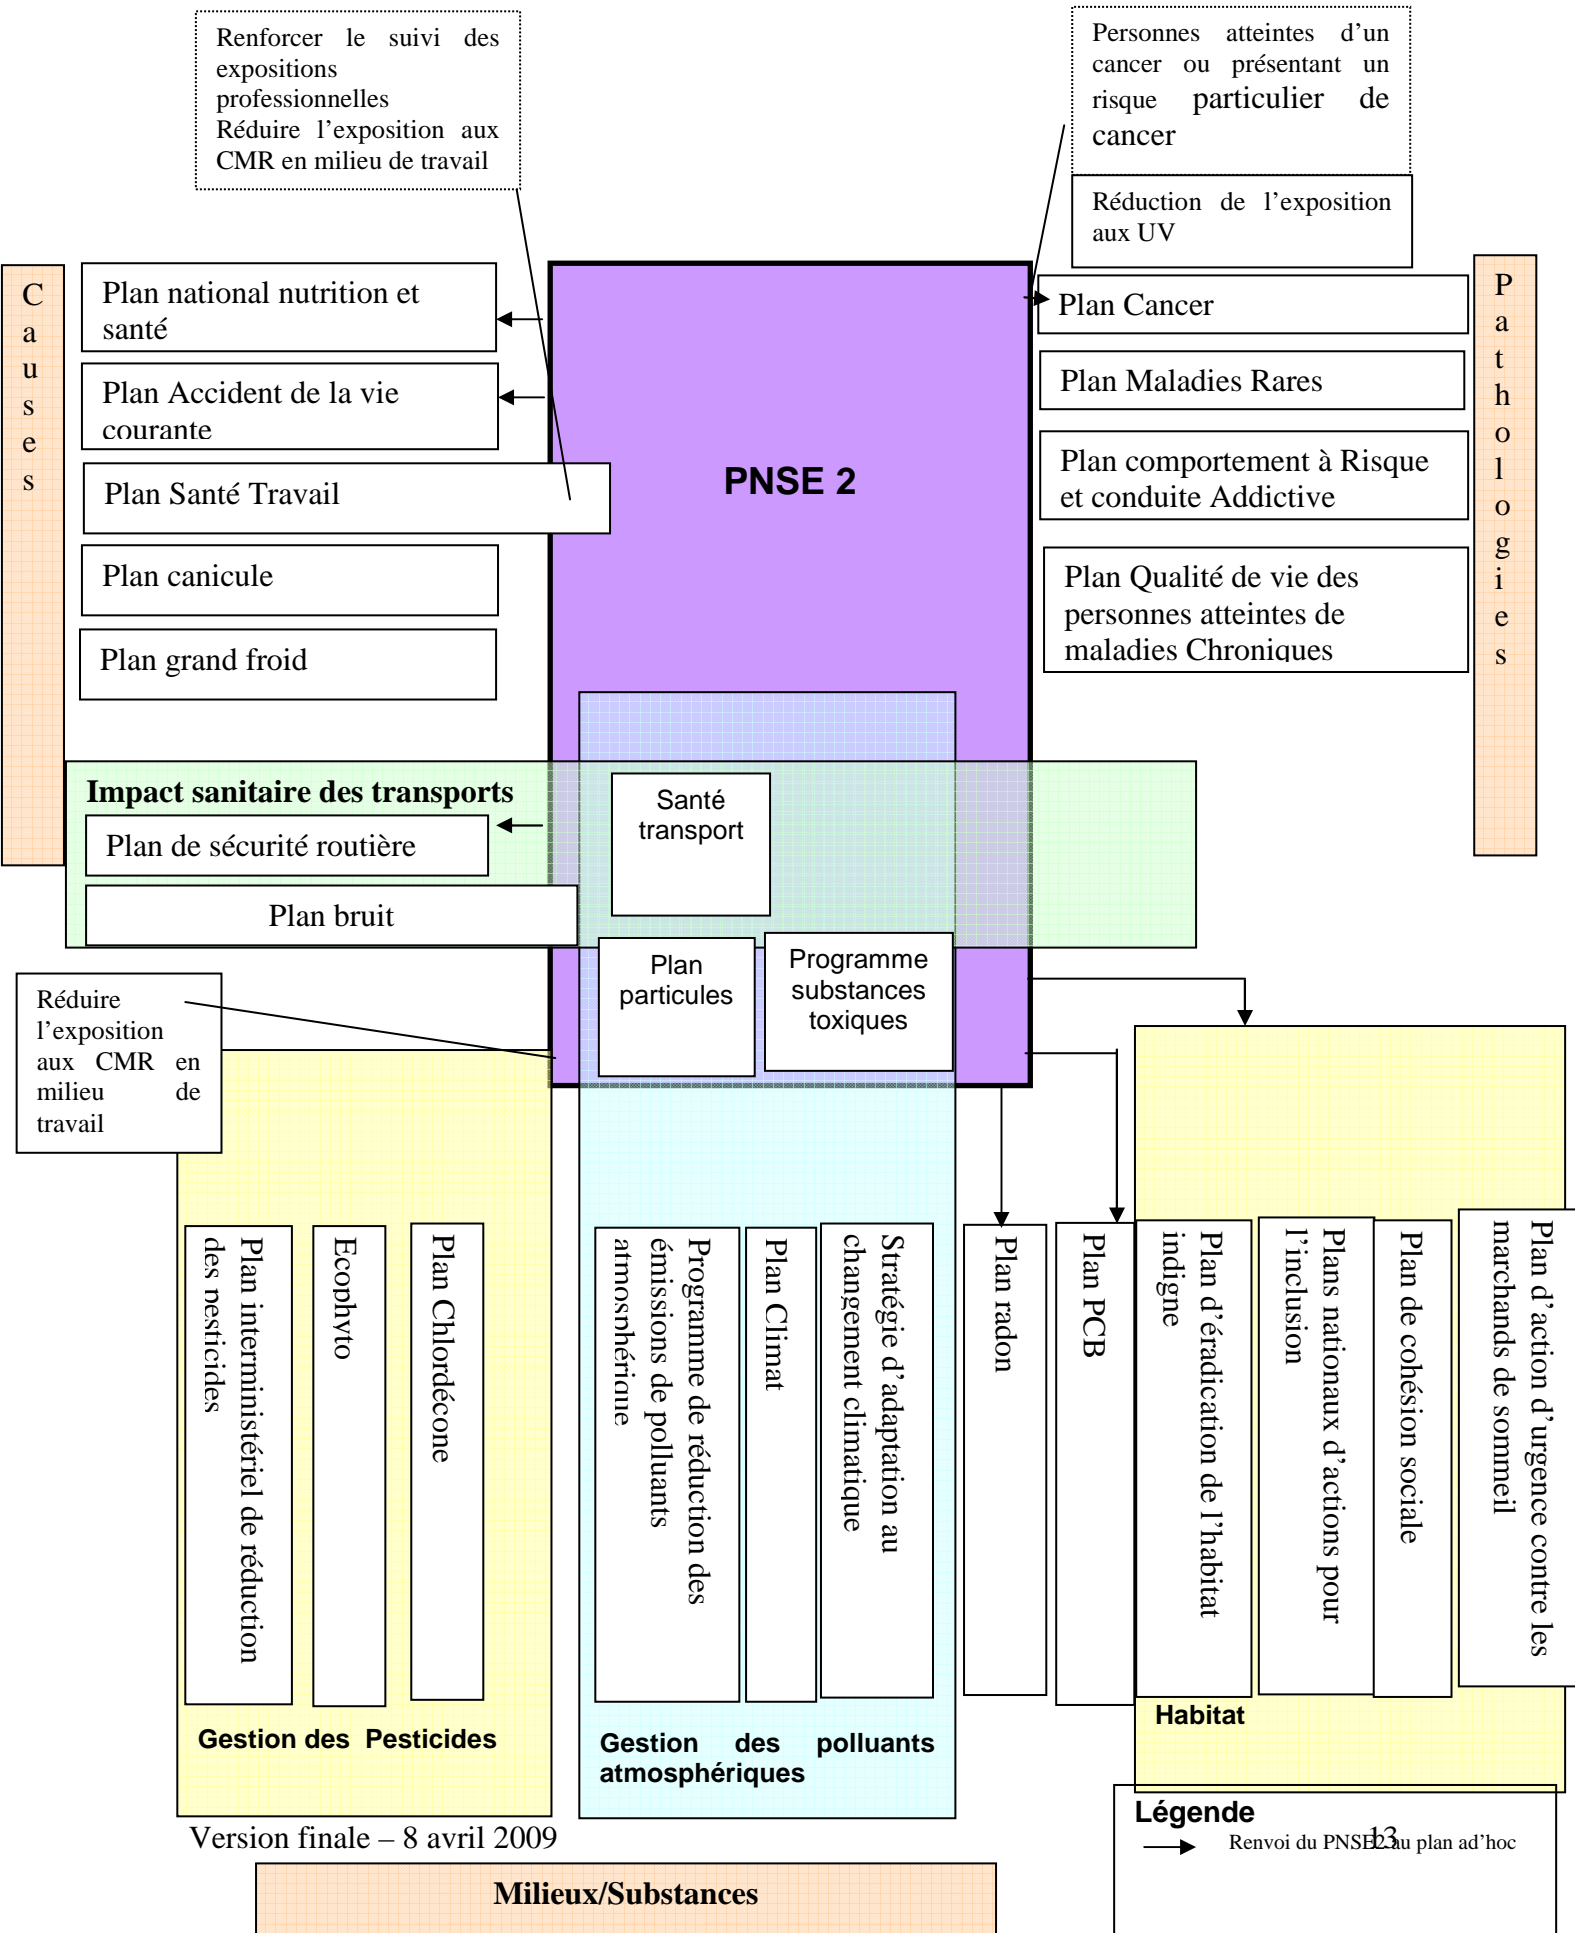 Renforcer le suivi des
expositions
professionnelles
Réduire l’exposition aux
CMR en milieu de travail
Personnes atteintes d’un
cancer ou présentant un
risque particulier de
cancer
Réduction de l’exposition
aux UV
Causes
Plan national nutrition et
santé
Plan Accident de la vie
courante
Plan Santé Travail
Plan canicule
Plan grand froid
PNSE 2
Plan Cancer
Plan Maladies Rares
Plan comportement à Risque
et conduite Addictive
Plan Qualité de vie des
personnes atteintes de
maladies Chroniques
Pathologies
Impact sanitaire des transports
Plan de sécurité routière
Plan bruit
Santé
transport
Plan
particules
Programme
substances
toxiques
Réduire
l’exposition
aux CMR en
milieu de
travail
Plan interministériel de réduction
des pesticides
Ecophyto
Plan Chlordécone
Gestion des Pesticides
Programme de réduction des
émissions de polluants
atmosphérique
Plan Climat
Stratégie d’adaptation au
changement climatique
Gestion des polluants
atmosphériques
Plan radon
Plan PCB
Plan d’éradication de l’habitat
indigne
Plans nationaux d’actions pour
l’inclusion
Plan de cohésion sociale
Plan d’action d’urgence contre les
marchands de sommeil
Habitat
Légende
Renvoi du PNSE2 au plan ad’hoc
Version finale – 8 avril 2009
13
Milieux/Substances